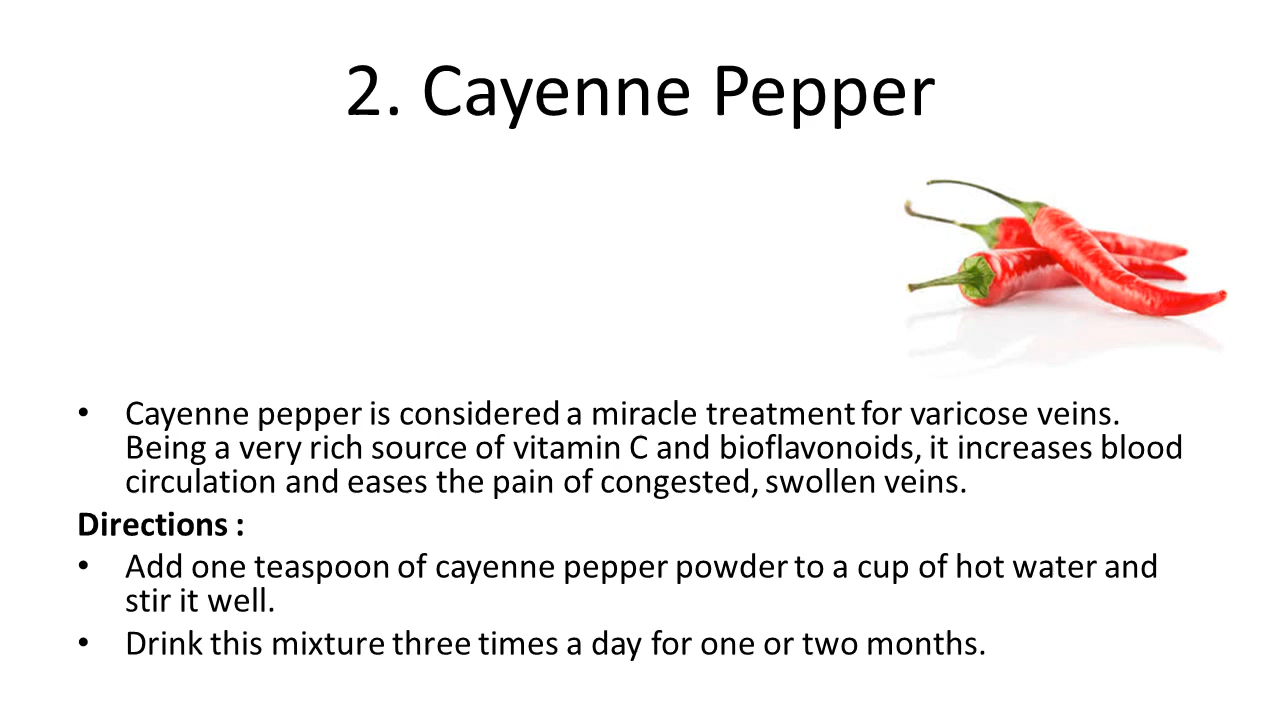 2. Cayenne Pepper
• Cayenne pepper is considered a miracle treatment for varicose veins.
Being a very rich source of vitamin C and bioflavonoids, it increases blood
circulation and eases the pain of congested, swollen veins.
Directions :
• Add one teaspoon of cayenne pepper powder to a cup of hot water and
stir it well.
• Drink this mixture three times a day for one or two months.